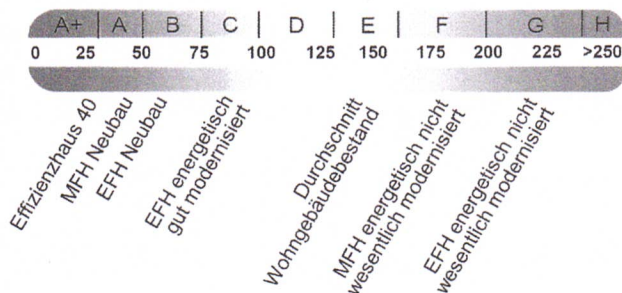 A+ | A | B | C | D | E | F | G | H
0 25 50 75 100 125 150 175 200 225 >250
Effizienzhaus 40
MFH Neubau
EFH Neubau
EFH energetisch
gut modernisiert
Durchschnitt
Wohngebäudebestand
MFH energetisch nicht
wesentlich modernisiert
EFH energetisch nicht
wesentlich modernisiert